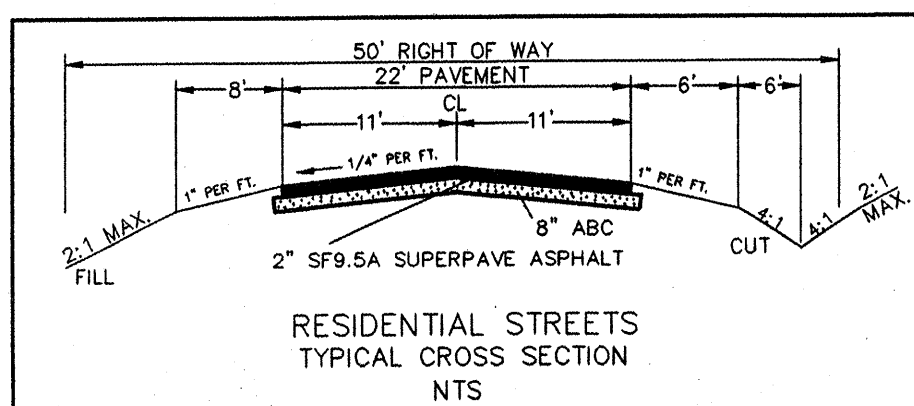 50' RIGHT OF WAY
22' PAVEMENT
8'
6'
6'
CL
11'
11'
1/4" PER FT.
1" PER FT.
1" PER FT.
2:1 MAX.
FILL
4:1
4:1
2:1
MAX.
CUT
8" ABC
2" SF9.5A SUPERPAVE ASPHALT
RESIDENTIAL STREETS
TYPICAL CROSS SECTION
NTS